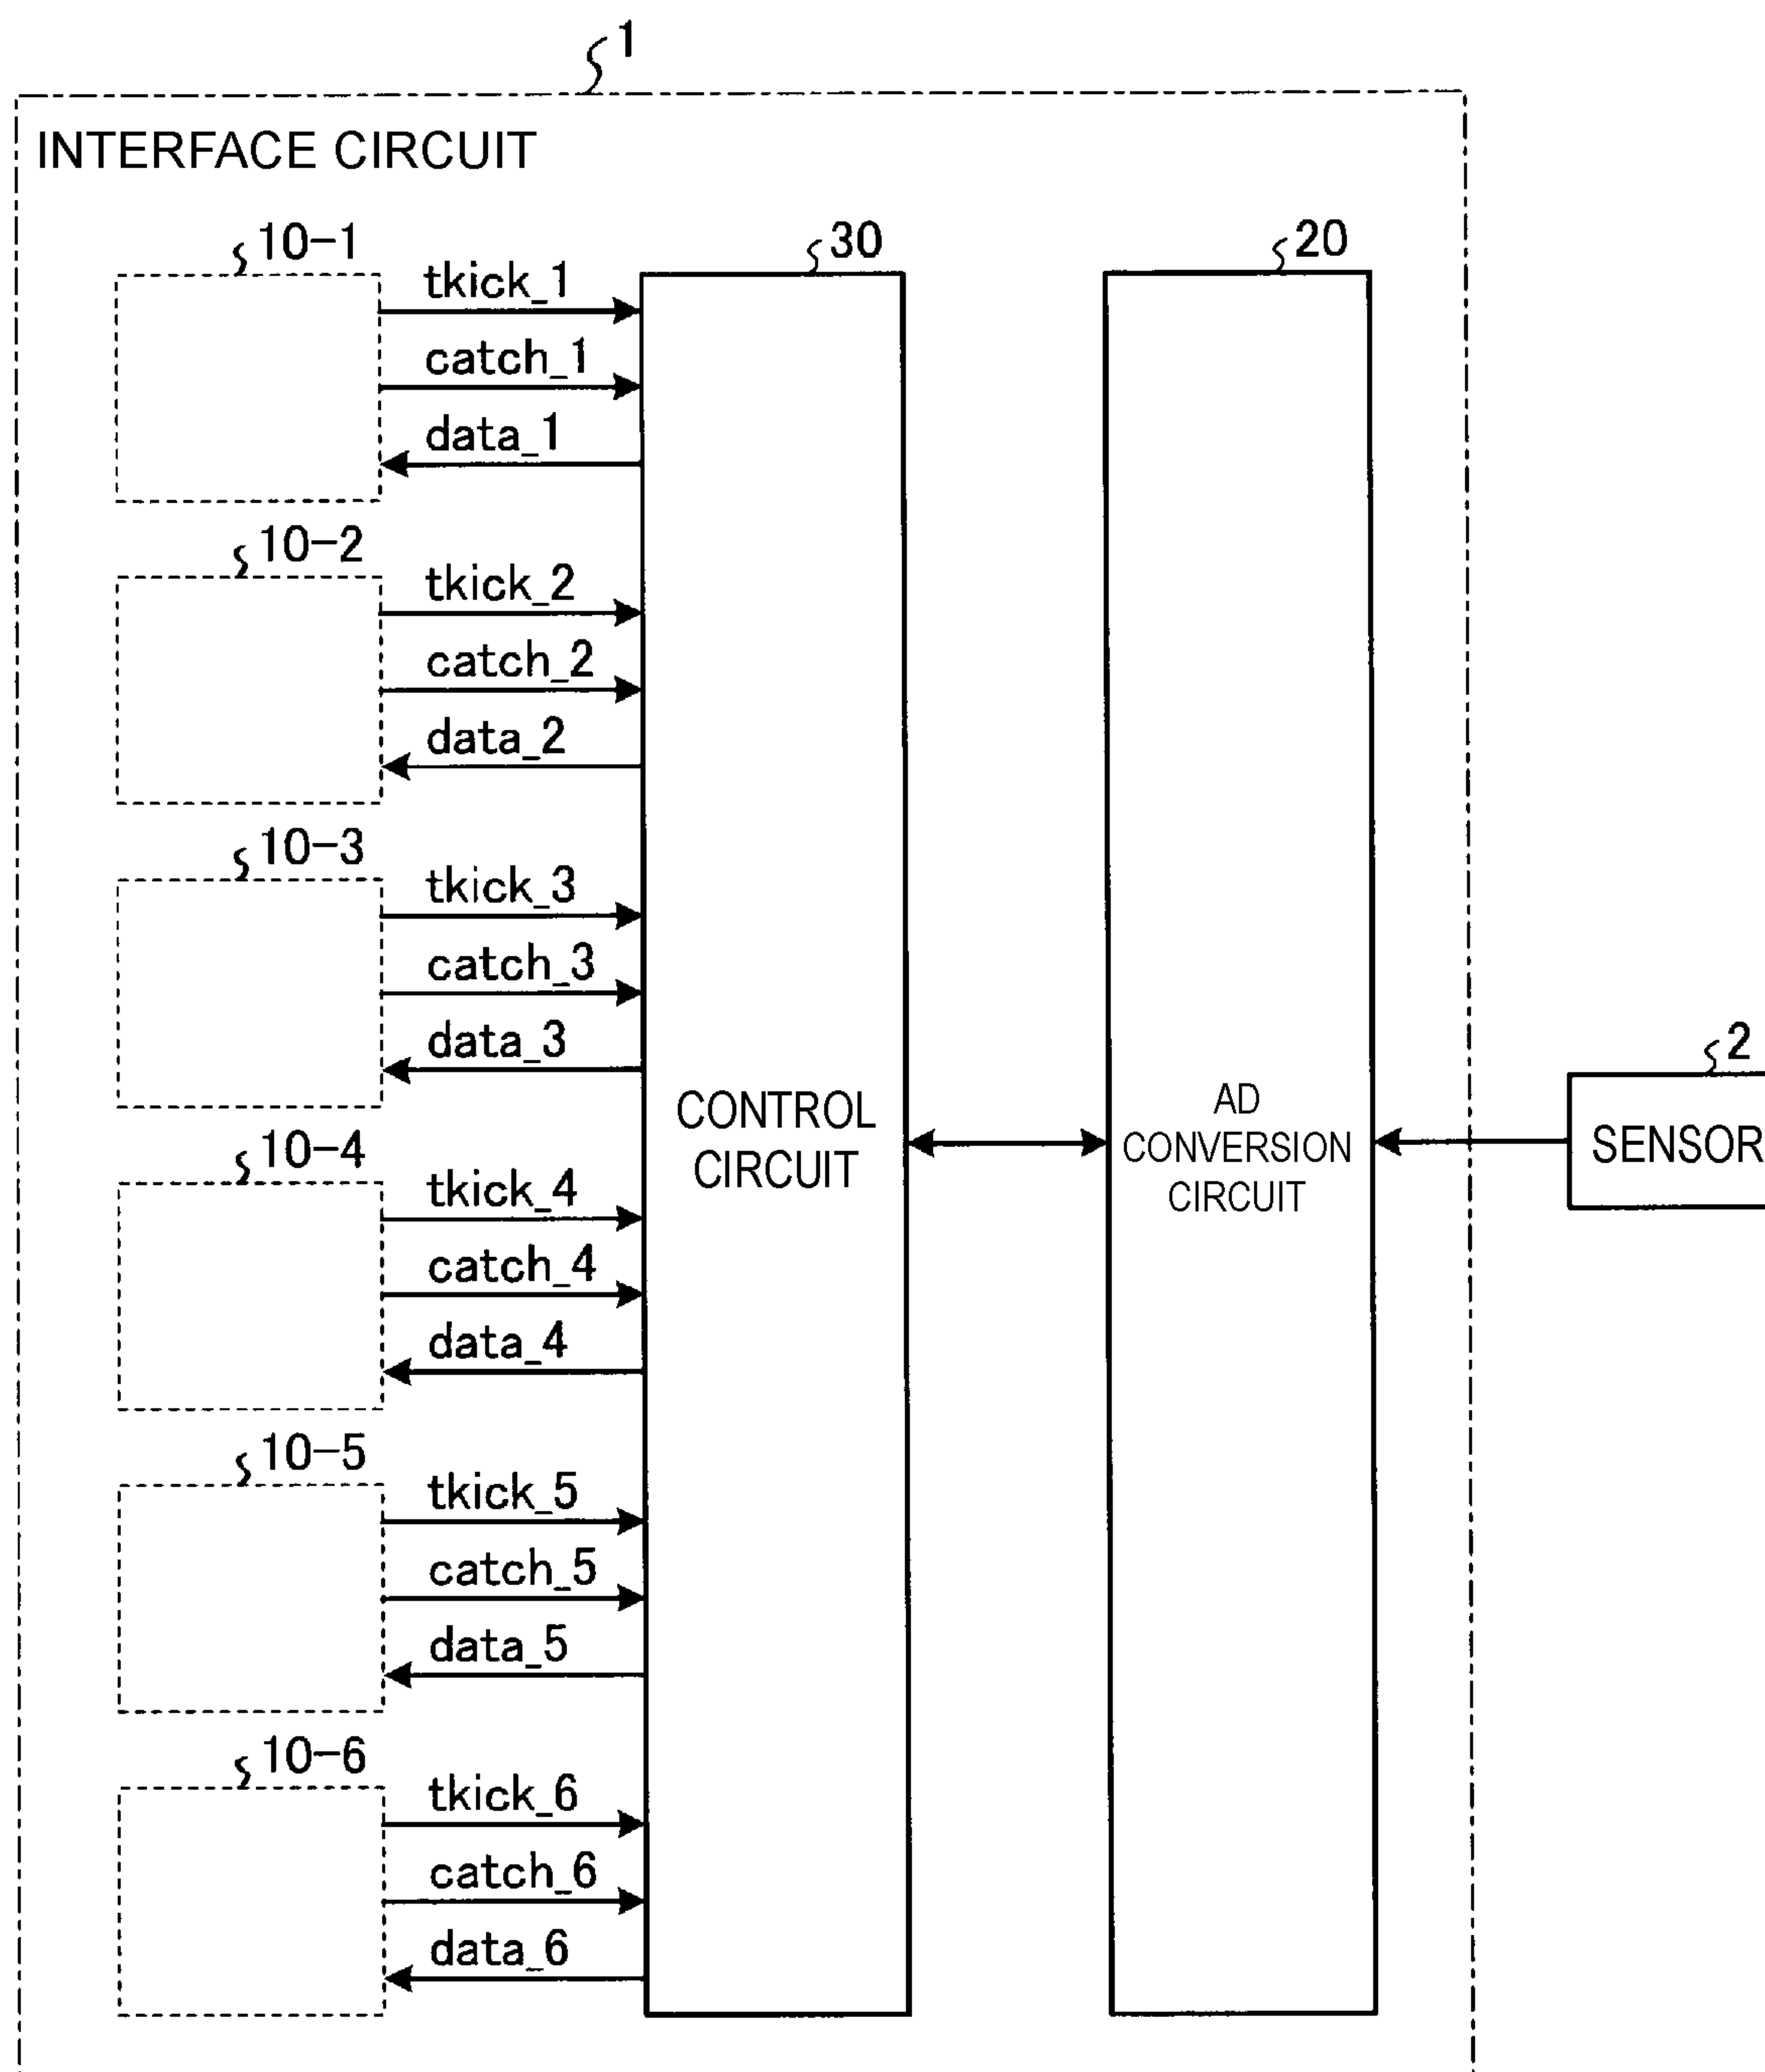 1
INTERFACE CIRCUIT
10-1
30
20
tkick_1
catch_1
data_1
10-2
tkick_2
catch_2
data_2
10-3
tkick_3
catch_3
data_3
2
CONTROL
CIRCUIT
AD
CONVERSION
CIRCUIT
SENSOR
10-4
tkick_4
catch_4
data_4
10-5
tkick_5
catch_5
data_5
10-6
tkick_6
catch_6
data_6